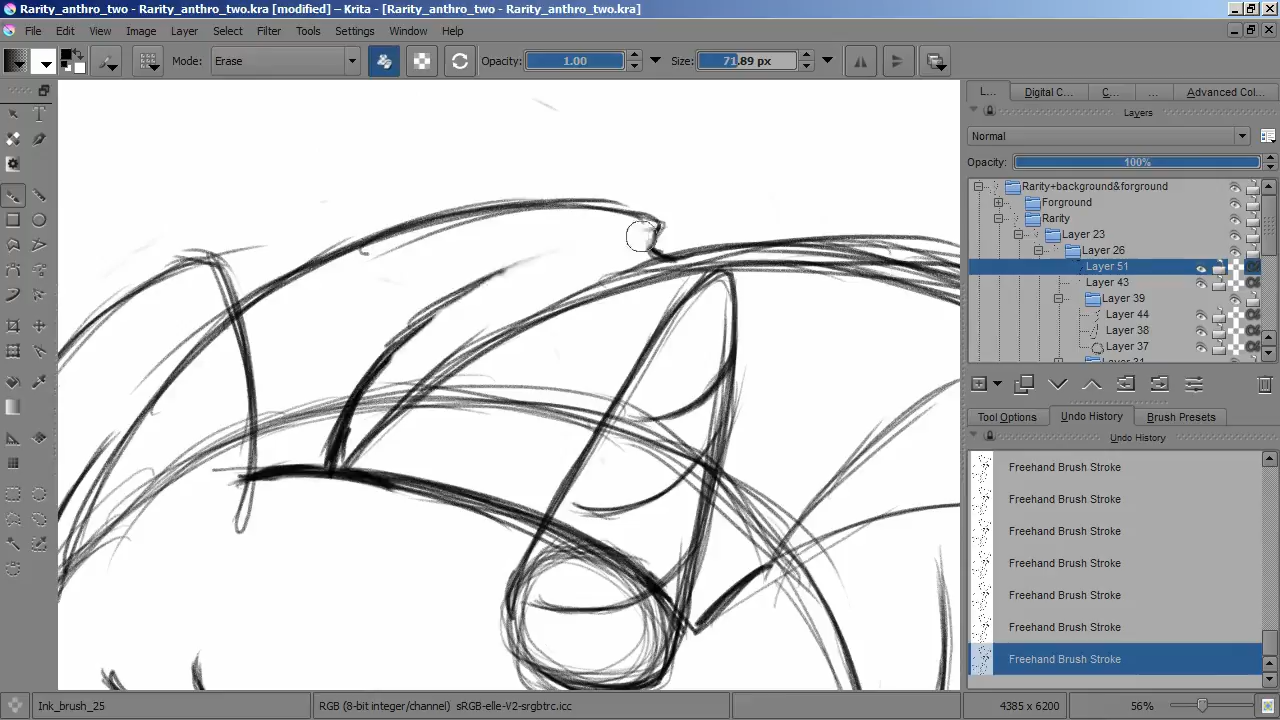 Rarity_anthro_two - Rarity_anthro_two.kra [modified] – Krita - [Rarity_anthro_two - Rarity_anthro_two.kra]
File Edit View Image Layer Select Filter Tools Settings Window Help
Mode: Erase Opacity: 1.00 Size: 71.89 px
L... Digital C... C... ... Advanced Col...
Layers
Normal
Opacity: 100%
Rarity+background&forground
Forground
Rarity
Layer 23
Layer 26
Layer 51
Layer 43
Layer 39
Layer 44
Layer 38
Layer 37
Tool Options Undo History Brush Presets
Undo History
Freehand Brush Stroke
Freehand Brush Stroke
Freehand Brush Stroke
Freehand Brush Stroke
Freehand Brush Stroke
Freehand Brush Stroke
Freehand Brush Stroke
Ink_brush_25 RGB (8-bit integer/channel) sRGB-elle-V2-srgbtrc.icc 4385 x 6200 56%